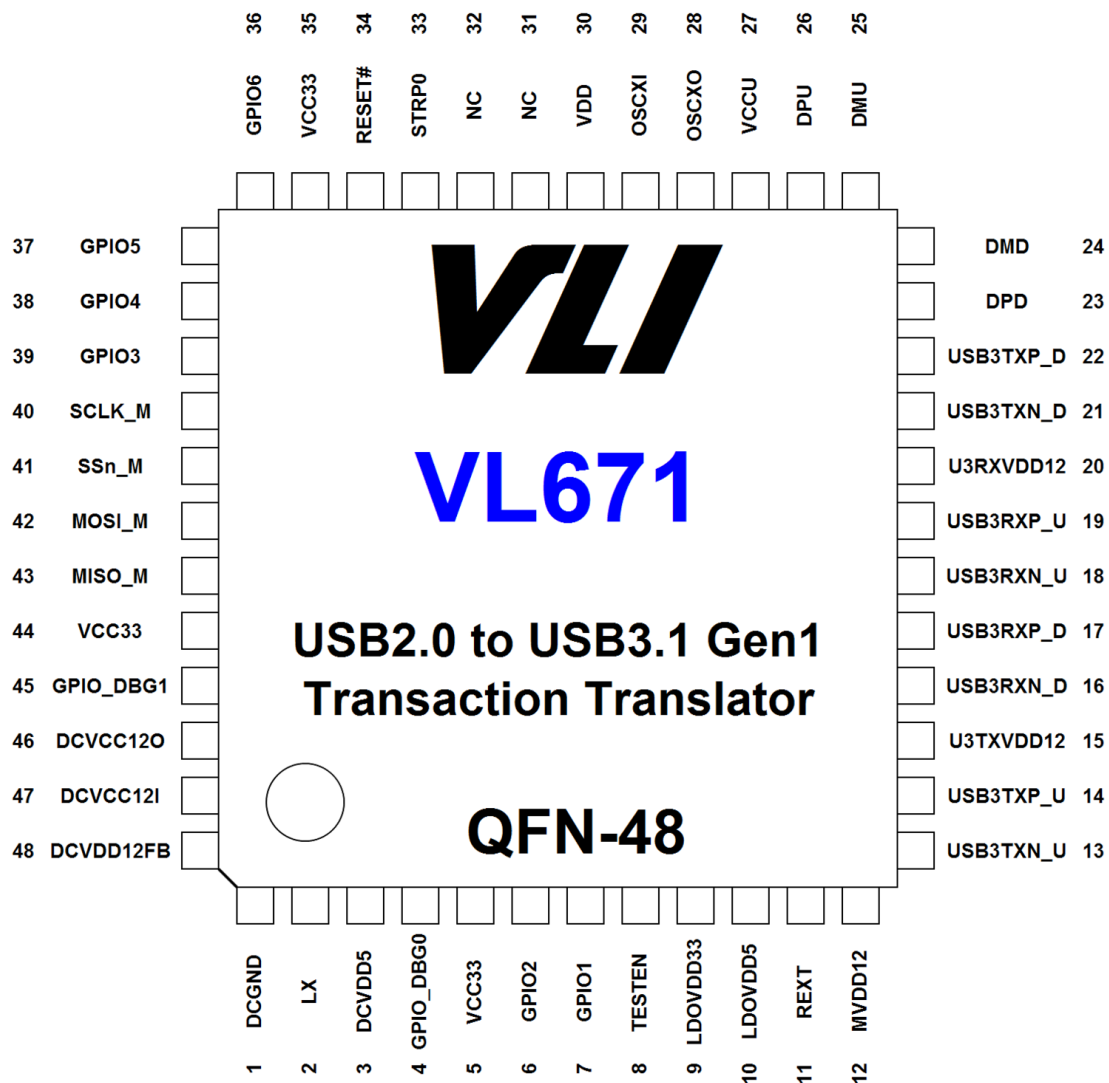 36 35 34 33 32 31 30 29 28 27 26 25
GPIO6 VCC33 RESET# STRP0 NC NC VDD OSCXI OSCXO VCCU DPU DMU
37 GPIO5 DMD 24
38 GPIO4 DPD 23
39 GPIO3 USB3TXP_D 22
40 SCLK_M USB3TXN_D 21
41 SSn_M U3RXVDD12 20
42 MOSI_M USB3RXP_U 19
43 MISO_M USB3RXN_U 18
44 VCC33 USB3RXP_D 17
45 GPIO_DBG1 USB3RXN_D 16
46 DCVCC12O U3TXVDD12 15
47 DCVCC12I USB3TXP_U 14
48 DCVDD12FB USB3TXN_U 13
VLI
VL671
USB2.0 to USB3.1 Gen1
Transaction Translator
QFN-48
DCGND LX DCVDD5 GPIO_DBG0 VCC33 GPIO2 GPIO1 TESTEN LDOVDD33 LDOVDD5 REXT MVDD12
1 2 3 4 5 6 7 8 9 10 11 12